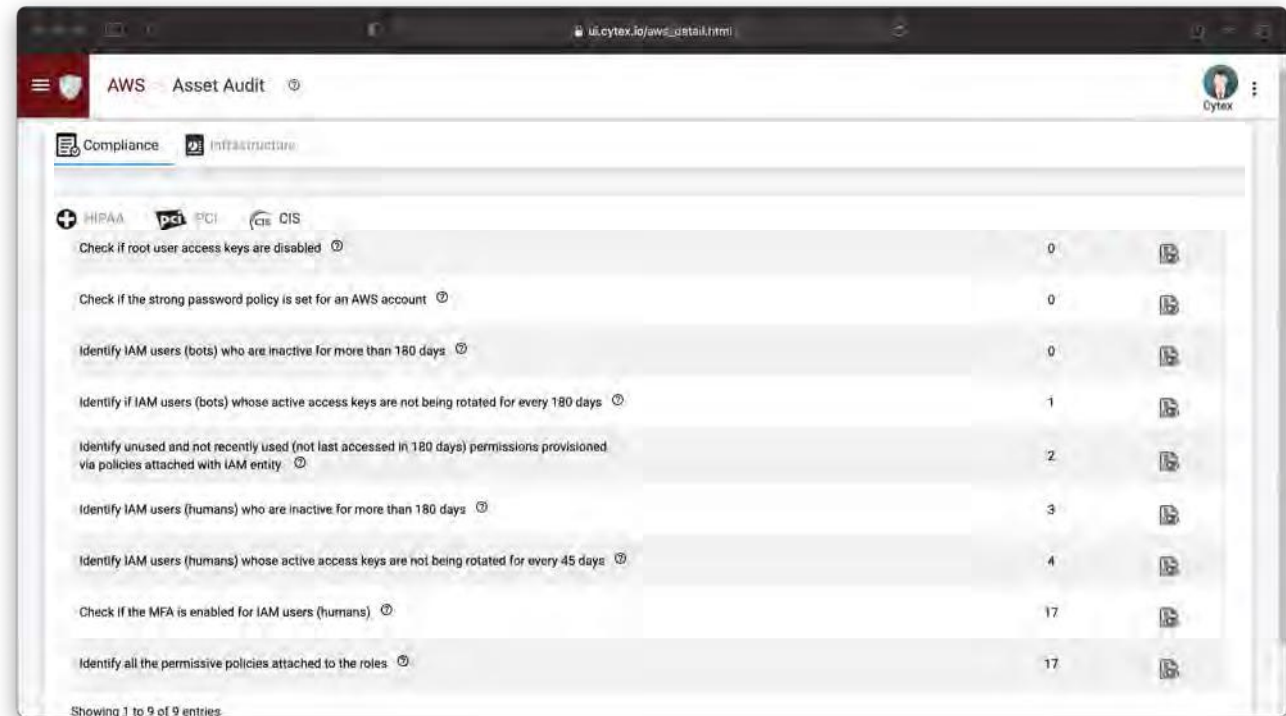 ui.cytex.io/aws_detail.html
AWS Asset Audit
Cytex
Compliance Infrastructure
HIPAA pci PCI CIS CIS
Check if root user access keys are disabled 0
Check if the strong password policy is set for an AWS account 0
Identify IAM users (bots) who are inactive for more than 180 days 0
Identify if IAM users (bots) whose active access keys are not being rotated for every 180 days 1
Identify unused and not recently used (not last accessed in 180 days) permissions provisioned
via policies attached with IAM entity 2
Identify IAM users (humans) who are inactive for more than 180 days 3
Identify IAM users (humans) whose active access keys are not being rotated for every 45 days 4
Check if the MFA is enabled for IAM users (humans) 17
Identify all the permissive policies attached to the roles 17
Showing 1 to 9 of 9 entries